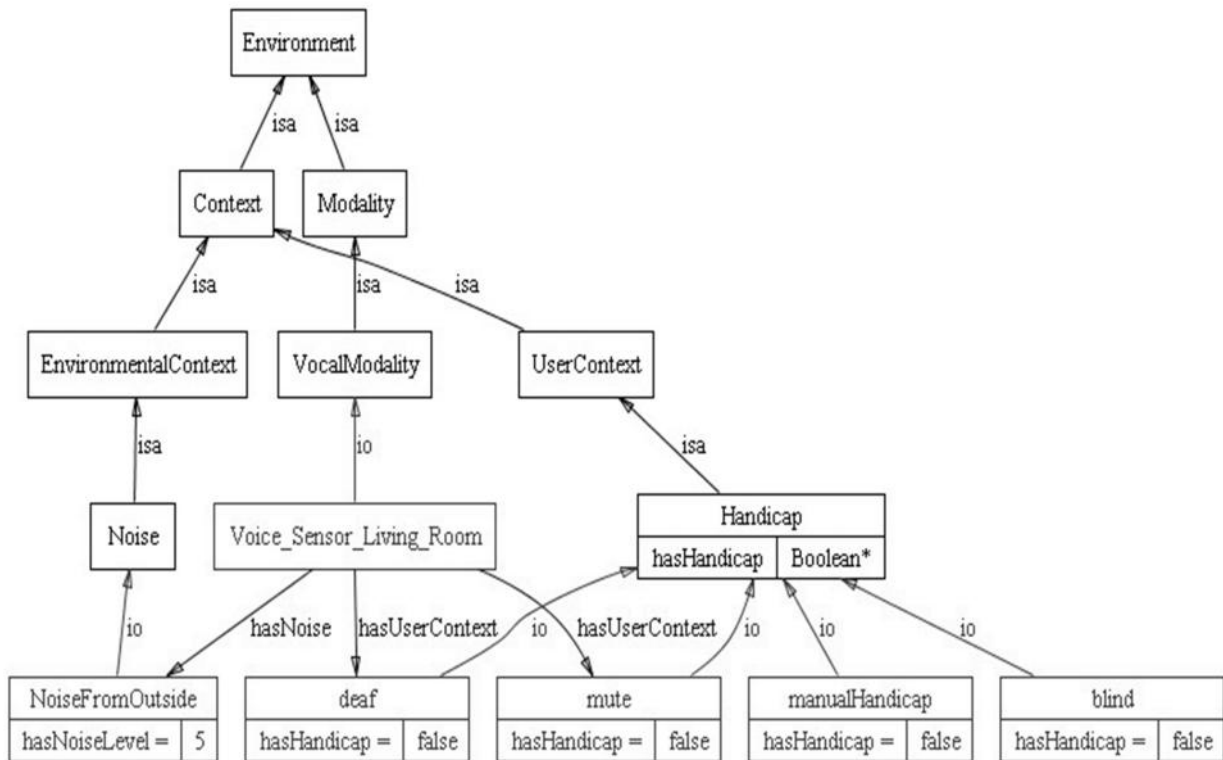 Environment
isa
isa
Context
Modality
isa
isa
isa
EnvironmentalContext
VocalModality
UserContext
isa
io
isa
Noise
Voice_Sensor_Living_Room
Handicap
hasHandicap
Boolean*
io
hasNoise
hasUserContext
io
hasUserContext
io
io
io
NoiseFromOutside
hasNoiseLevel =
5
deaf
hasHandicap =
false
mute
hasHandicap =
false
manualHandicap
hasHandicap =
false
blind
hasHandicap =
false